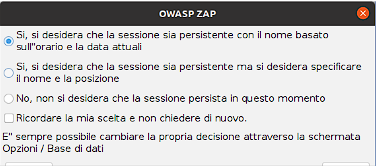 OWASP ZAP
Si, si desidera che la sessione sia persistente con il nome basato
sull"orario e la data attuali
Si, si desidera che la sessione sia persistente ma si desidera specificare
il nome e la posizione
No, non si desidera che la sessione persista in questo momento
Ricordare la mia scelta e non chiedere di nuovo.
E" sempre possibile cambiare la propria decisione attraverso la schermata
Opzioni / Base di dati